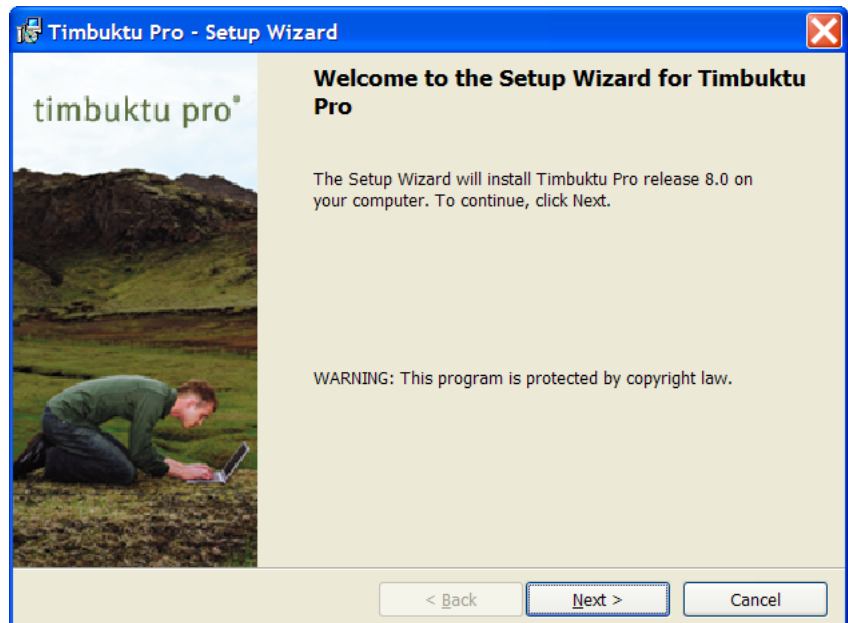 Timbuktu Pro - Setup Wizard
timbuktu pro®
Welcome to the Setup Wizard for Timbuktu
Pro
The Setup Wizard will install Timbuktu Pro release 8.0 on
your computer. To continue, click Next.
WARNING: This program is protected by copyright law.
< Back
Next >
Cancel